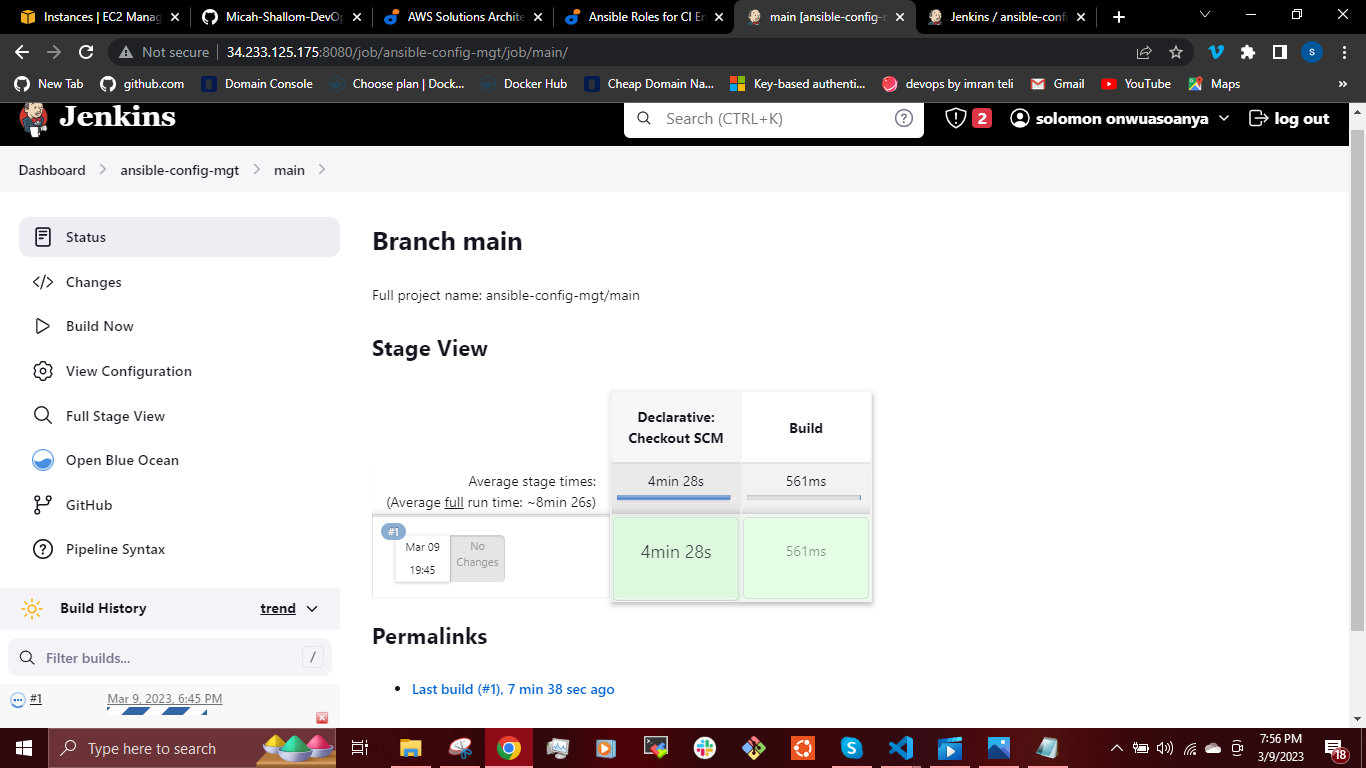 Instances | EC2 Manag
Micah-Shallom-DevOp
AWS Solutions Archite
Ansible Roles for CI En
main [ansible-config-r
Jenkins / ansible-confi
Not secure
34.233.125.175:8080/job/ansible-config-mgt/job/main/
S
New Tab
github.com
Domain Console
Choose plan | Dock...
Docker Hub
Cheap Domain Na...
Key-based authenti...
devops by imran teli
Gmail
YouTube
Maps
»
Jenkins
Search (CTRL+K)
?
2
solomon onwuasoanya
log out
Dashboard
ansible-config-mgt
main
Status
Changes
Build Now
View Configuration
Full Stage View
Open Blue Ocean
GitHub
Pipeline Syntax
Build History
trend
Filter builds...
/
#1
Mar 9, 2023, 6:45 PM
Branch main
Full project name: ansible-config-mgt/main
Stage View
Declarative:
Checkout SCM
Build
Average stage times:
(Average full run time: ~8min 26s)
4min 28s
561ms
#1
Mar 09
19:45
No
Changes
4min 28s
561ms
Permalinks
Last build (#1), 7 min 38 sec ago
Type here to search
7:56 PM
3/9/2023
18